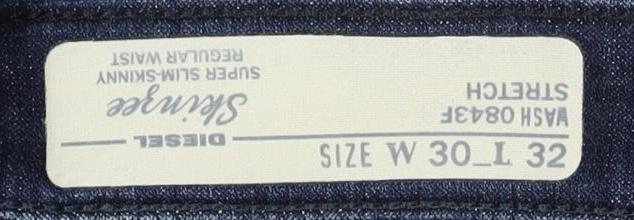 DIESEL
Skinzee
SUPER SLIM-SKINNY
REGULAR WAIST
WASH 0843F
STRETCH
SIZE W 30_L 32